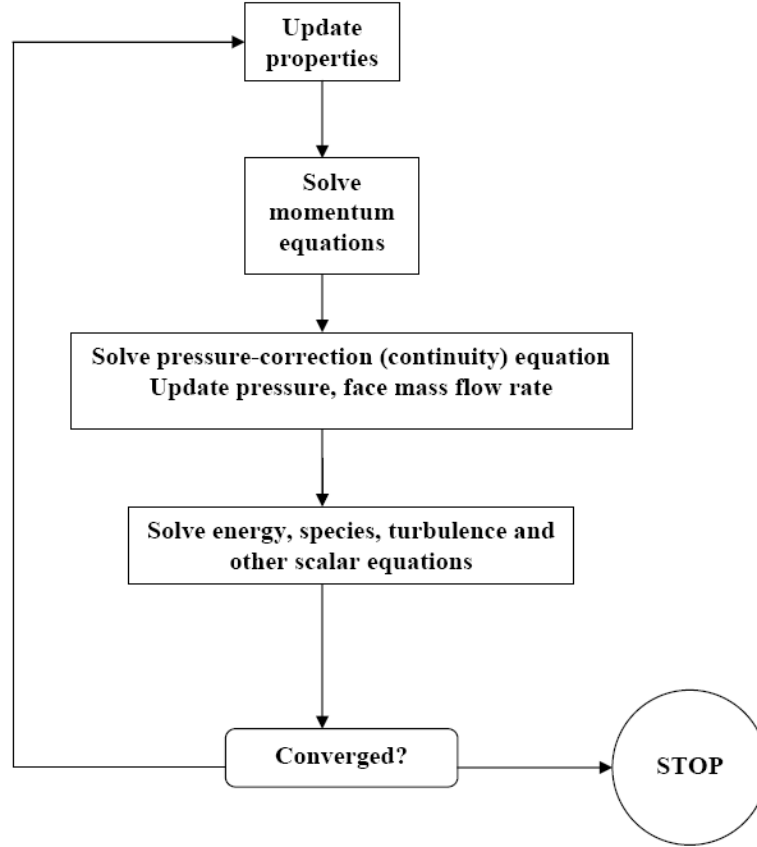 Update
properties
Solve
momentum
equations
Solve pressure-correction (continuity) equation
Update pressure, face mass flow rate
Solve energy, species, turbulence and
other scalar equations
Converged?
STOP